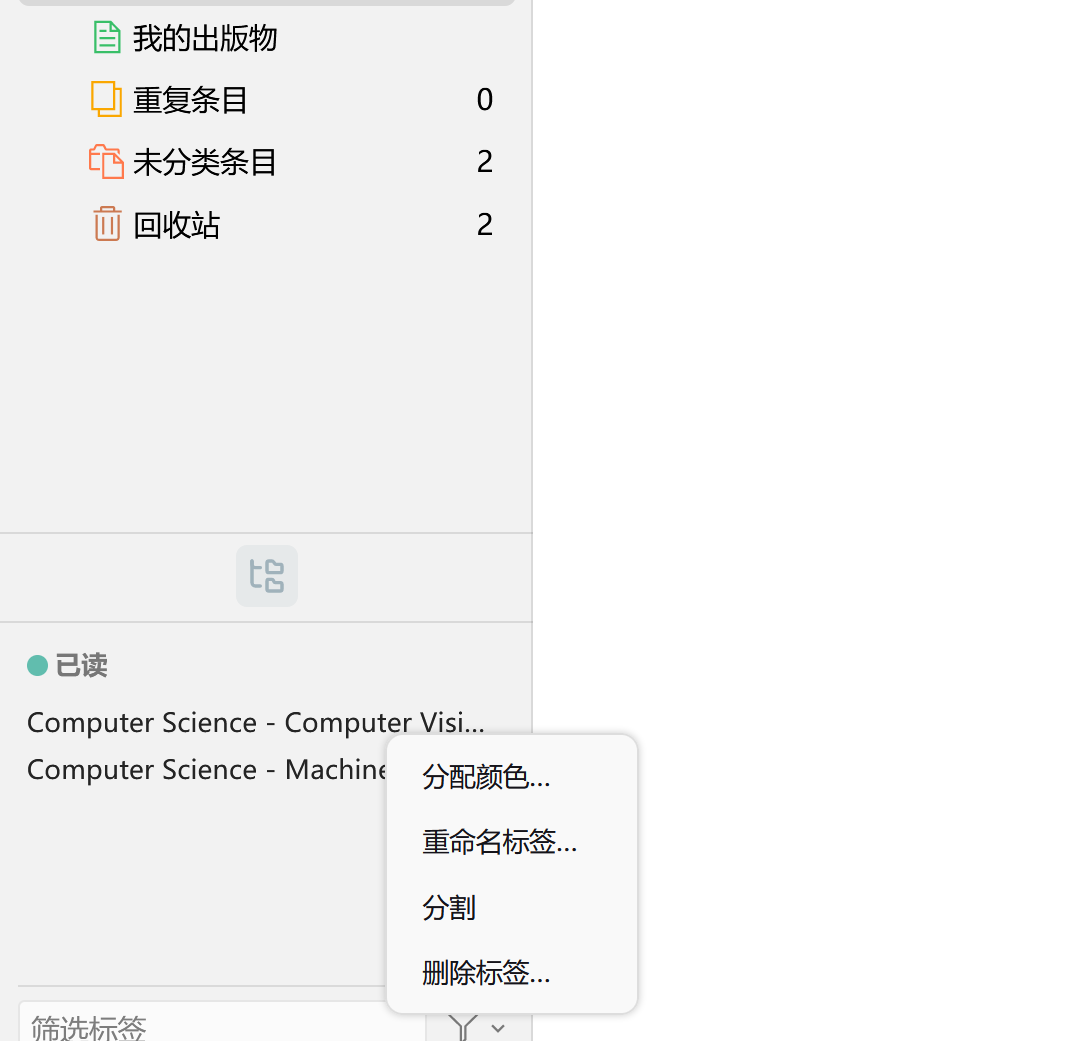 我的出版物
重复条目 0
未分类条目 2
回收站 2
已读
Computer Science - Computer Visi...
Computer Science - Machine
分配颜色...
重命名标签...
分割
删除标签...
筛选标签